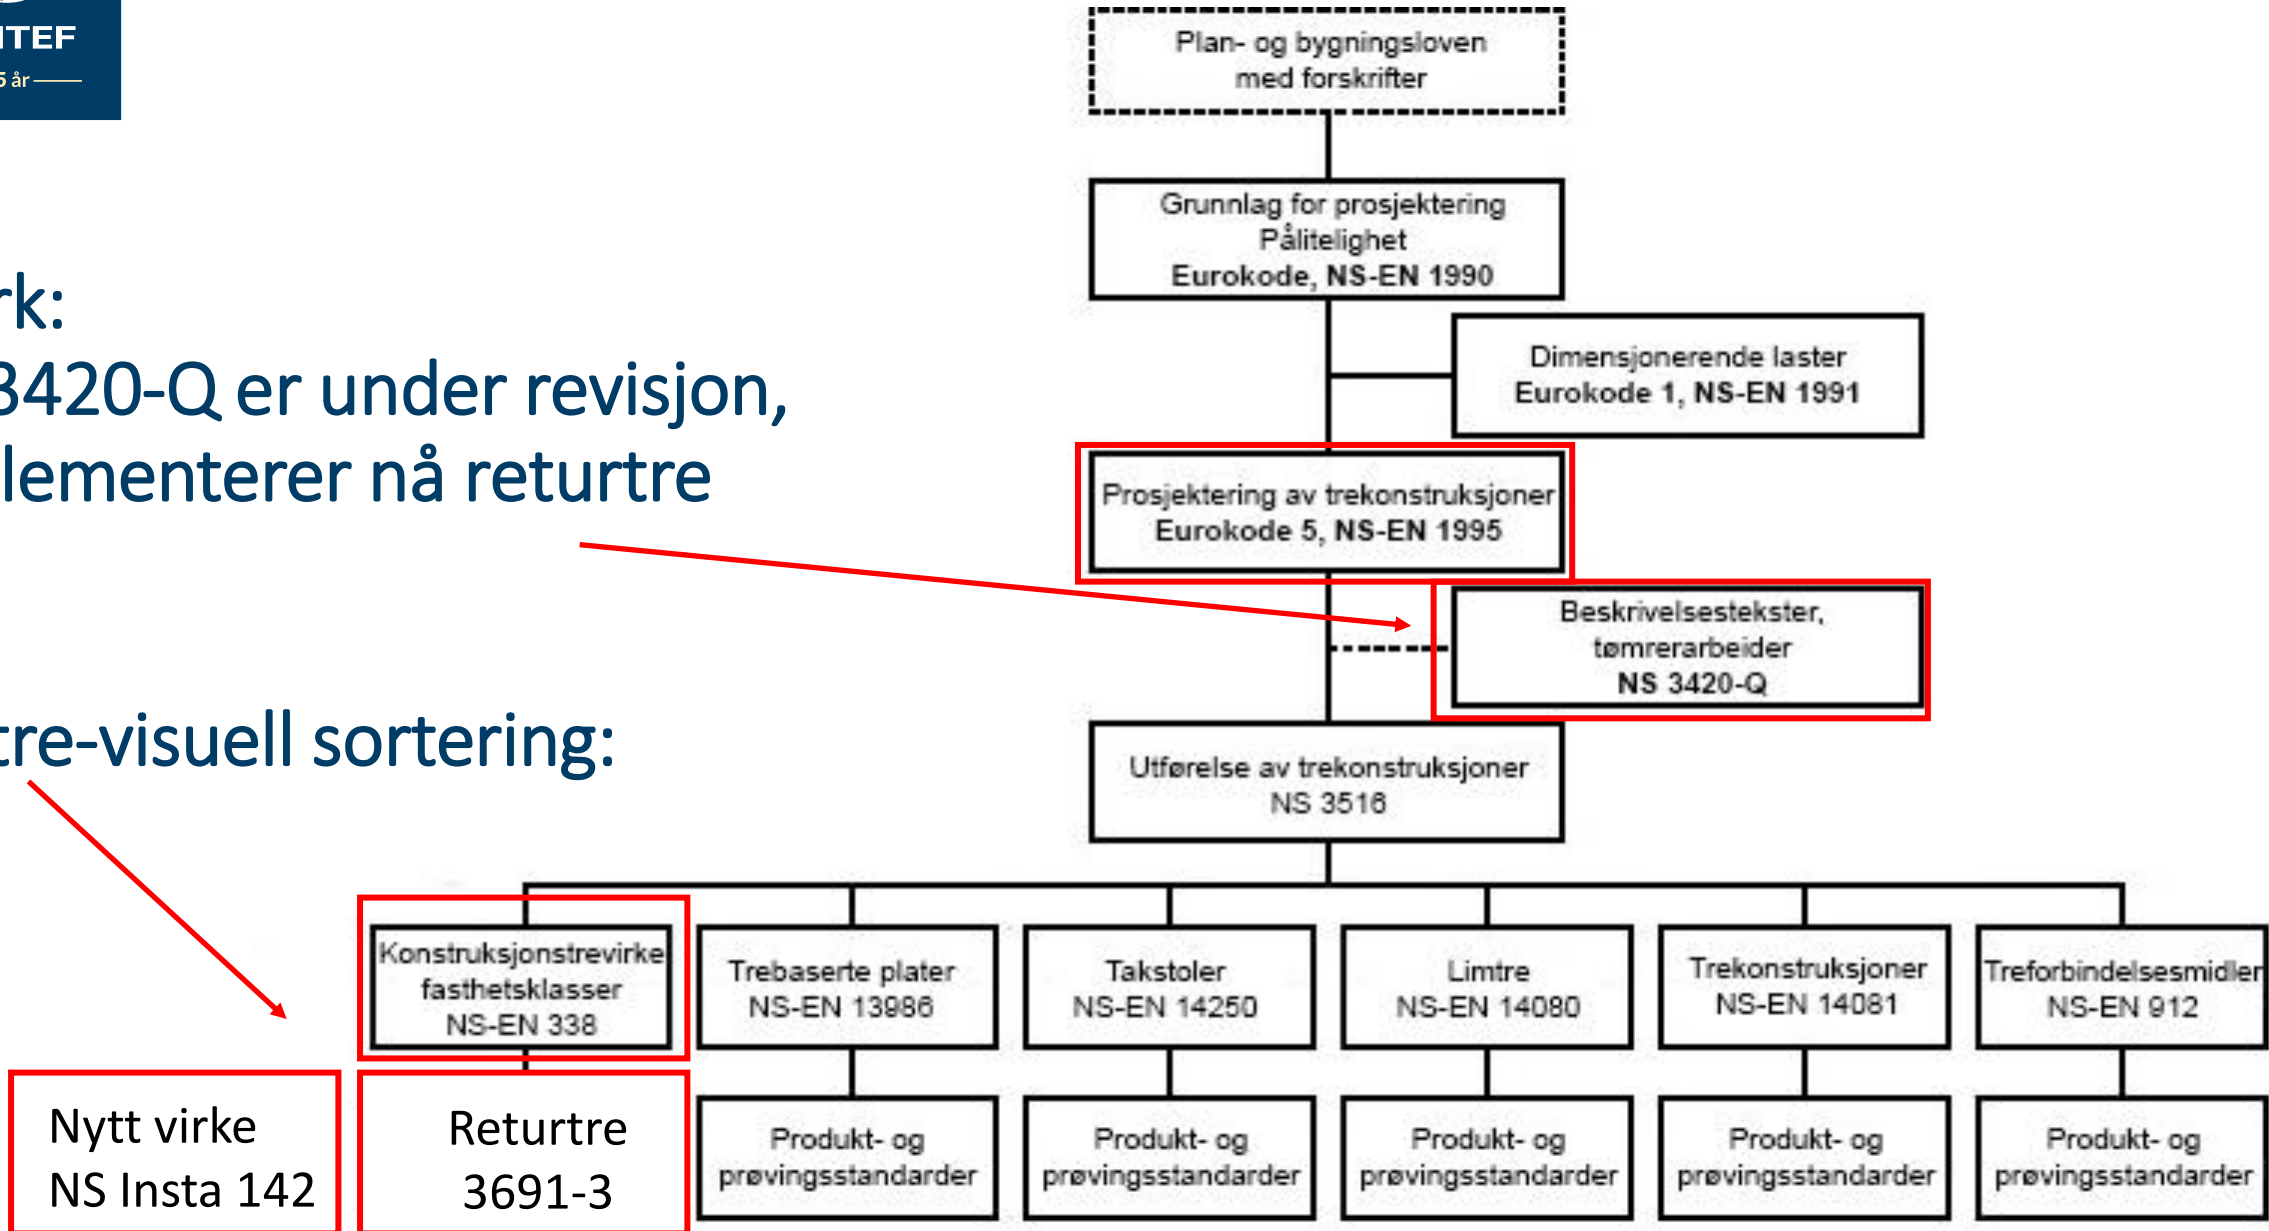 NTEF
5 år
rk:
3420-Q er under revisjon,
lementerer nå returtre
tre-visuell sortering:
Plan- og bygningsloven
med forskrifter
Grunnlag for prosjektering
Pålitelighet
Eurokode, NS-EN 1990
Dimensjonerende laster
Eurokode 1, NS-EN 1991
Prosjektering av trekonstruksjoner
Eurokode 5, NS-EN 1995
Beskrivelsestekster,
tømrerarbeider
NS 3420-Q
Utførelse av trekonstruksjoner
NS 3516
Konstruksjonstrevirke
fasthetsklasser
NS-EN 338
Trebaserte plater
NS-EN 13986
Takstoler
NS-EN 14250
Limtre
NS-EN 14080
Trekonstruksjoner
NS-EN 14081
Treforbindelsesmidler
NS-EN 912
Nytt virke
NS Insta 142
Returtre
3691-3
Produkt- og
prøvingsstandarder
Produkt- og
prøvingsstandarder
Produkt- og
prøvingsstandarder
Produkt- og
prøvingsstandarder
Produkt- og
prøvingsstandarder